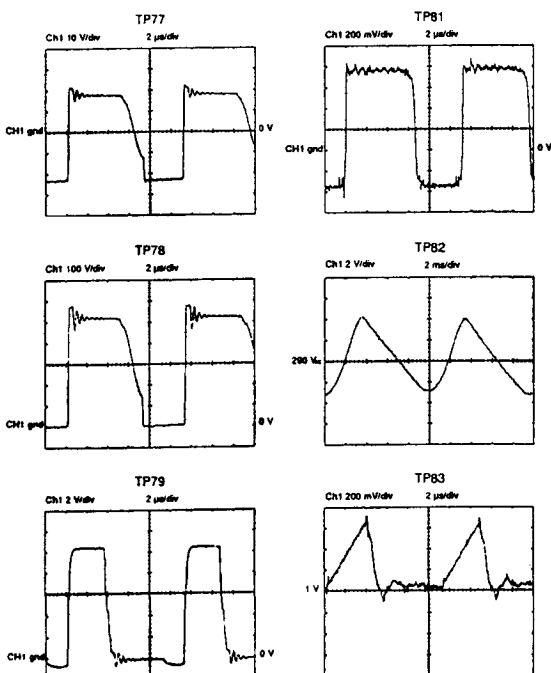 TP77
Ch1 10 V/div 2 µs/div
CH1 gnd
0 V
TP81
Ch1 200 mV/div 2 µs/div
CH1 gnd
0 V
TP78
Ch1 100 V/div 2 µs/div
CH1 gnd
0 V
TP82
Ch1 2 V/div 2 ms/div
290 V
TP79
Ch1 2 V/div 2 µs/div
CH1 gnd
0 V
TP83
Ch1 200 mV/div 2 µs/div
1 V